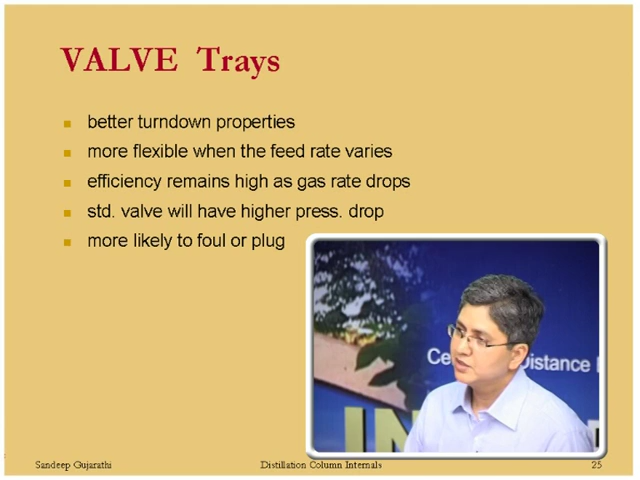 VALVE Trays
better turndown properties
more flexible when the feed rate varies
efficiency remains high as gas rate drops
std. valve will have higher press. drop
more likely to foul or plug
Distance
IN
Sandeep Gujarathi
Distillation Column Internals
25